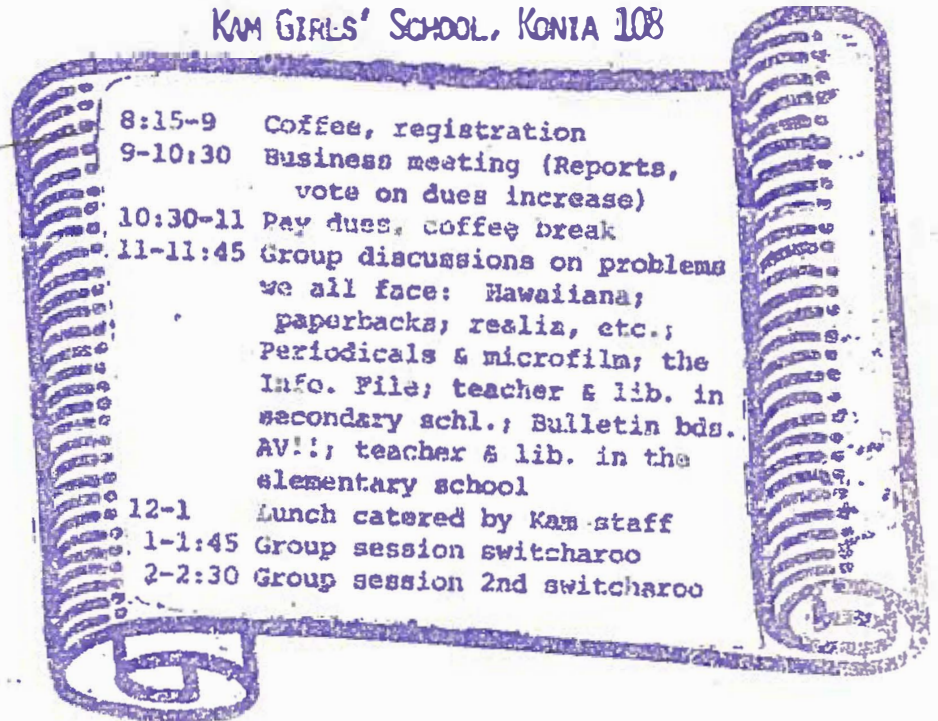 KAM GIRLS' SCHOOL, KONIA 108
8:15-9 Coffee, registration
9-10:30 Business meeting (Reports,
vote on dues increase)
10:30-11 Pay dues, coffee break
11-11:45 Group discussions on problems
we all face: Hawaiiana;
paperbacks; realia, etc.;
Periodicals & microfilm; the
Info. File; teacher & lib. in
secondary schl.; Bulletin bds.
AV!!; teacher & lib. in the
elementary school
12-1 Lunch catered by Kam staff
1-1:45 Group session switcharoo
2-2:30 Group session 2nd switcharoo